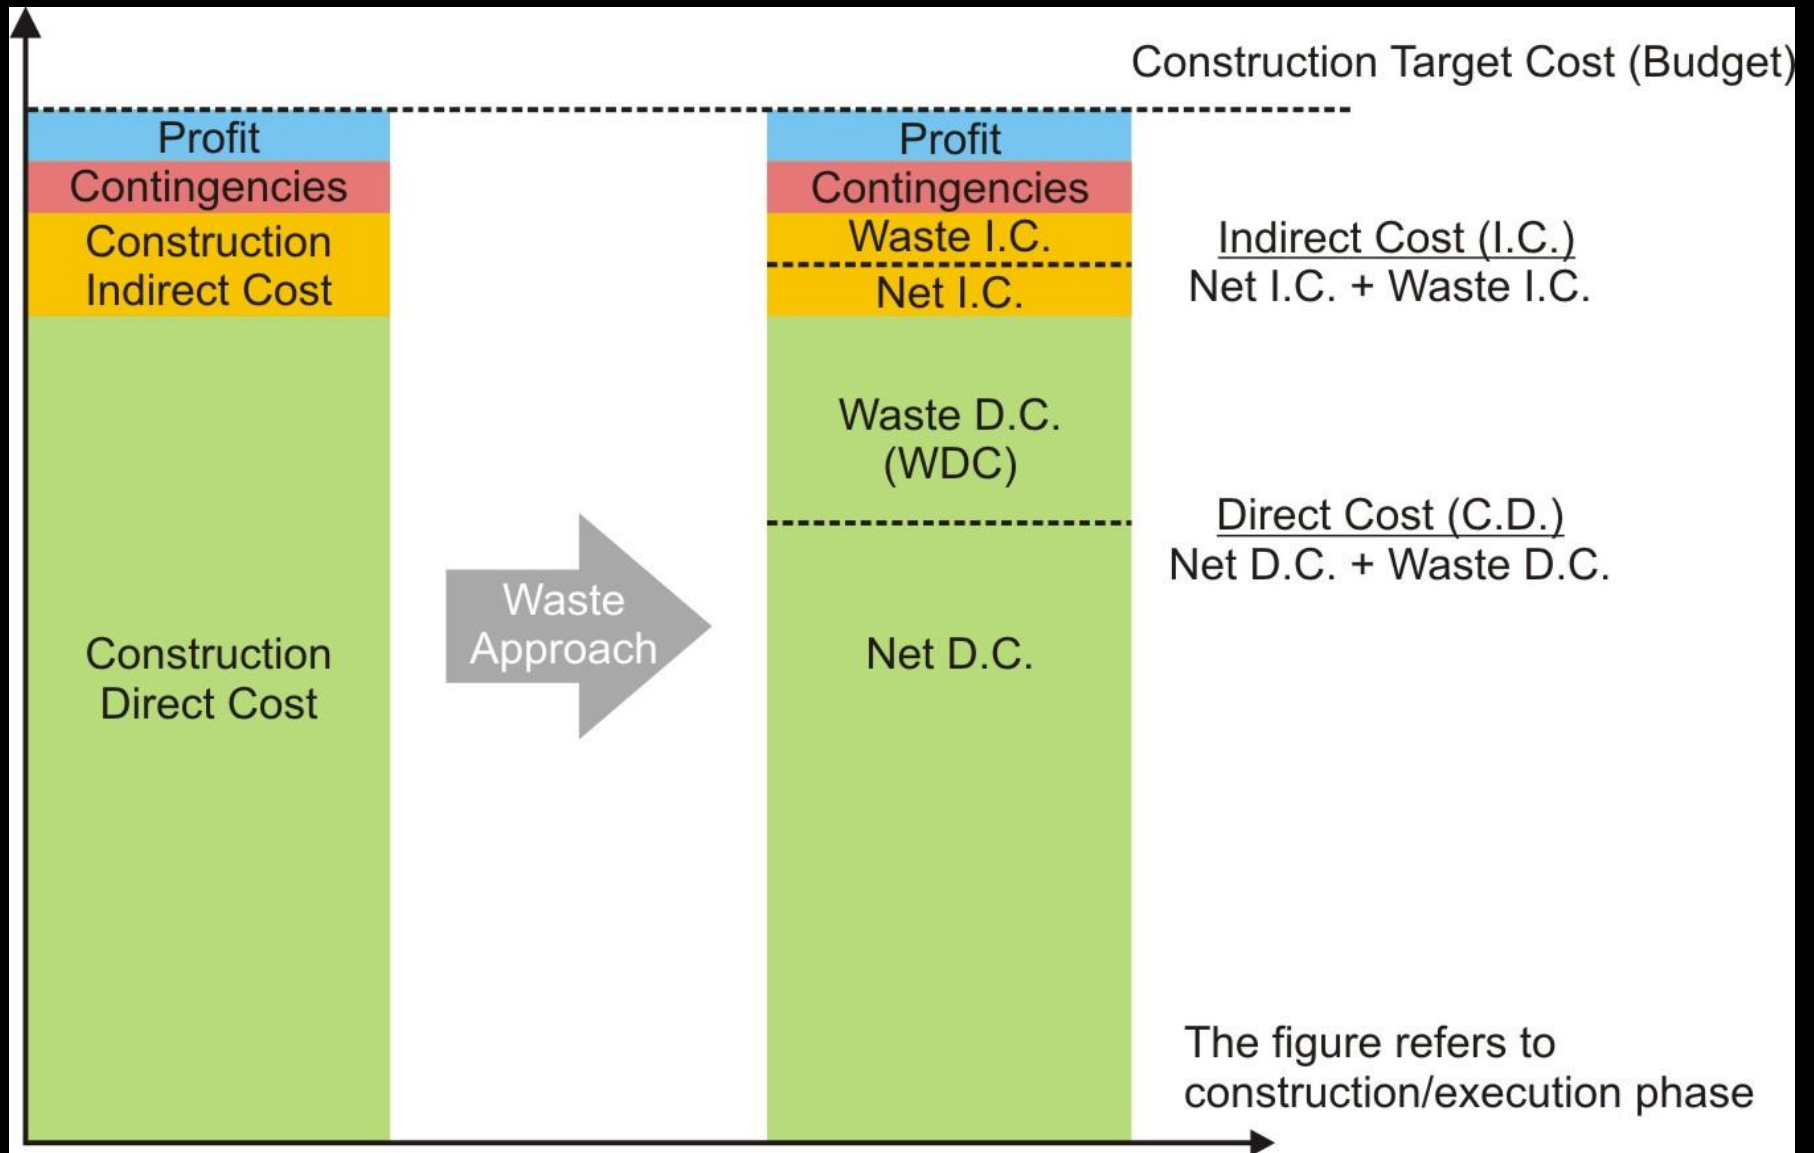 Construction Target Cost (Budget)
Profit
Contingencies
Construction
Indirect Cost
Construction
Direct Cost
Waste
Approach
Profit
Contingencies
Waste I.C.
Net I.C.
Waste D.C.
(WDC)
Net D.C.
Indirect Cost (I.C.)
Net I.C. + Waste I.C.
Direct Cost (C.D.)
Net D.C. + Waste D.C.
The figure refers to
construction/execution phase